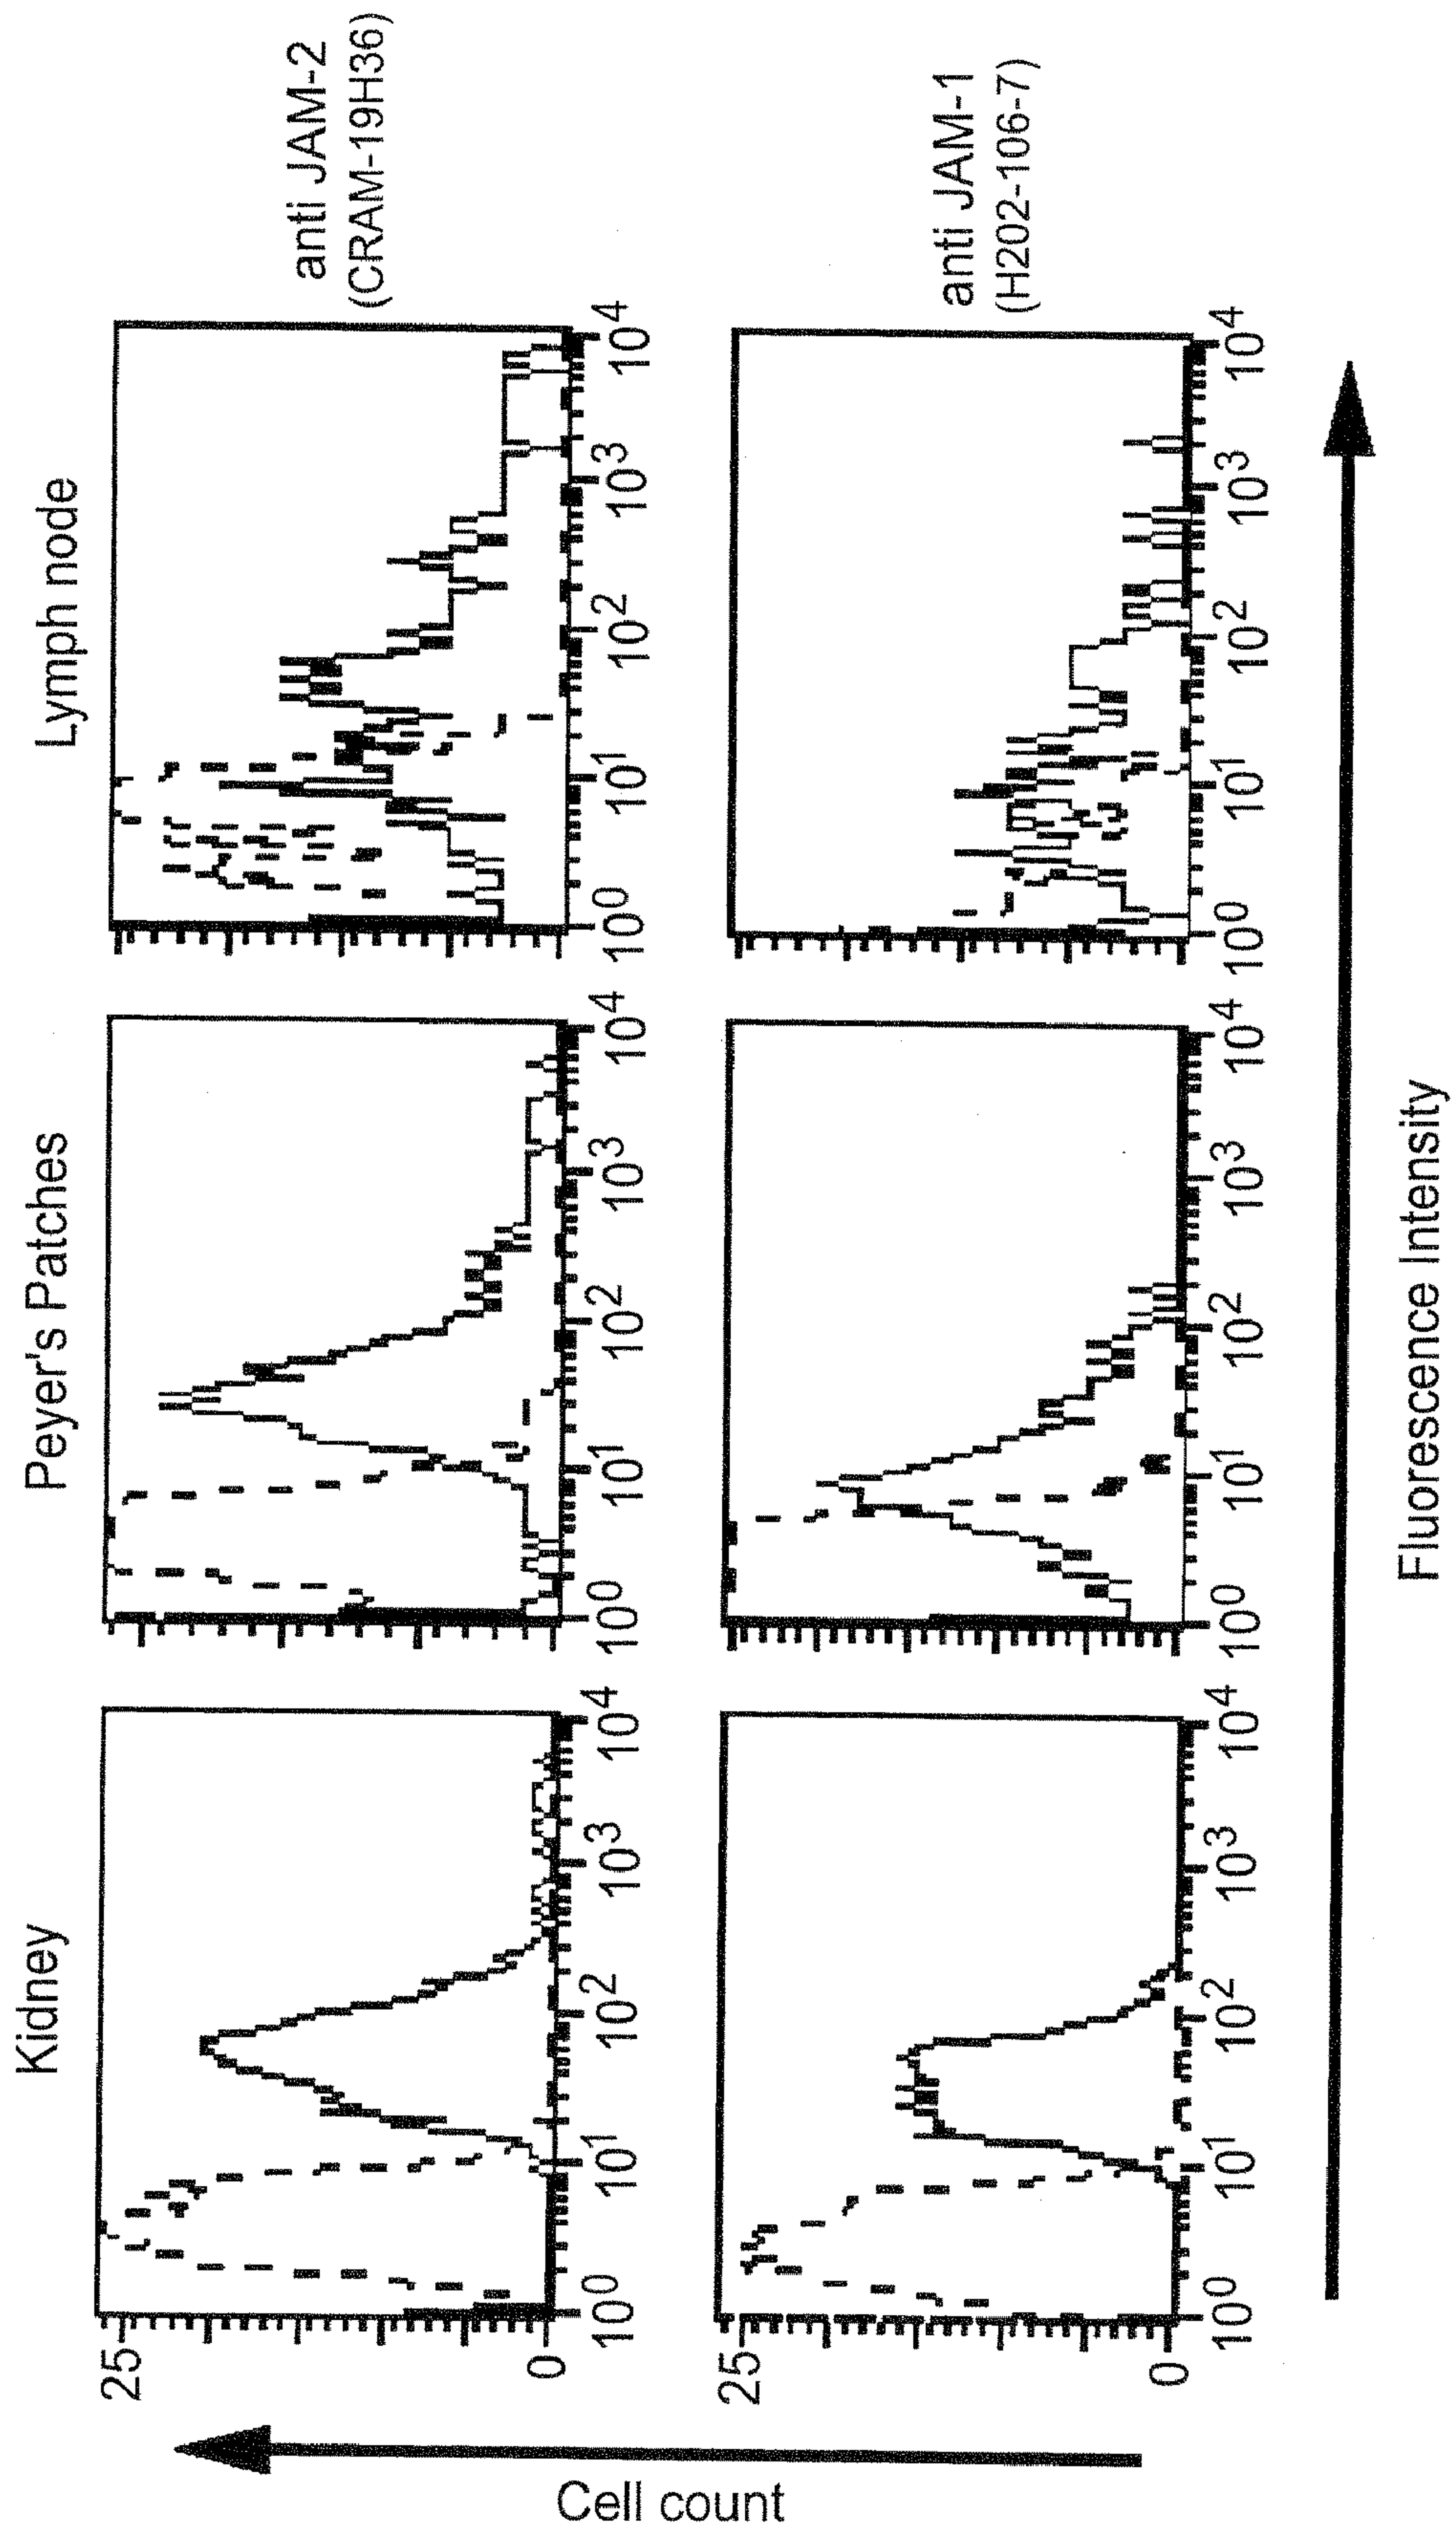 Kidney
Peyer's Patches
Lymph node
25
0
10⁰ 10¹ 10² 10³ 10⁴
10⁰ 10¹ 10² 10³ 10⁴
10⁰ 10¹ 10² 10³ 10⁴
anti JAM-2
(CRAM-19H36)
25
0
10⁰ 10¹ 10² 10³ 10⁴
10⁰ 10¹ 10² 10³ 10⁴
10⁰ 10¹ 10² 10³ 10⁴
anti JAM-1
(H202-106-7)
Cell count
Fluorescence Intensity